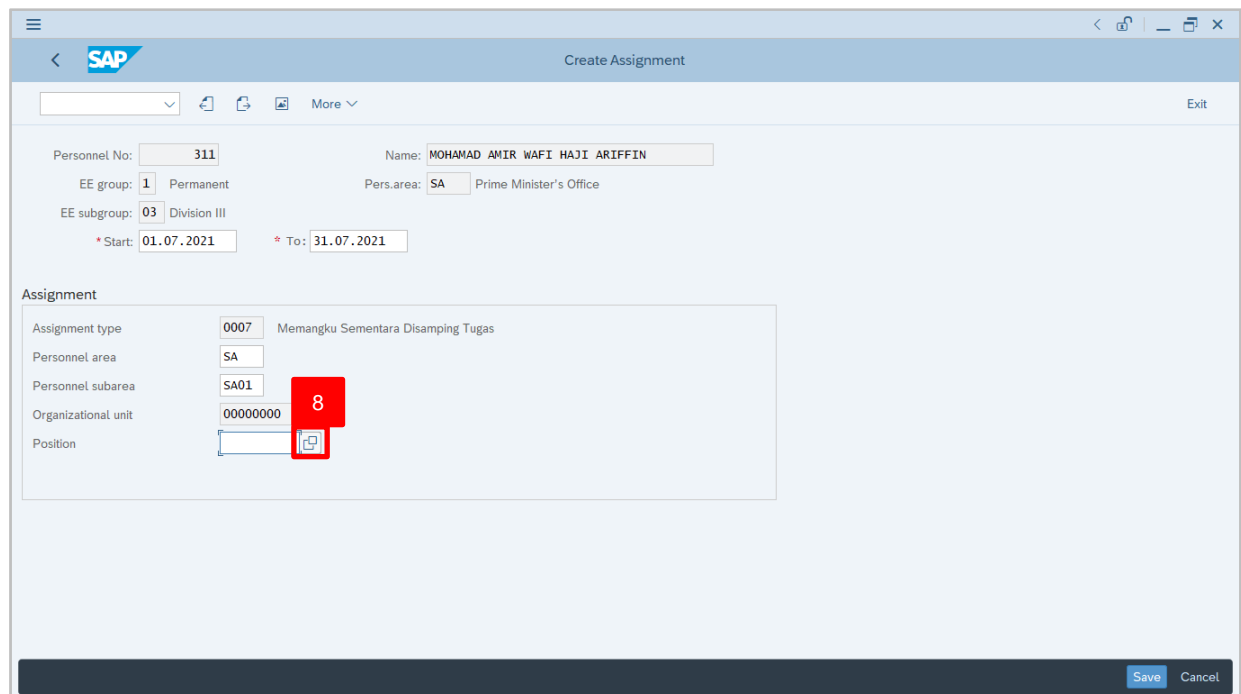 SAP
Create Assignment
More
Exit
Personnel No: 311 Name: MOHAMAD AMIR WAFI HAJI ARIFFIN
EE group: 1 Permanent Pers.area: SA Prime Minister's Office
EE subgroup: 03 Division III
* Start: 01.07.2021 * To: 31.07.2021
Assignment
Assignment type 0007 Memangku Sementara Disamping Tugas
Personnel area SA
Personnel subarea SA01
8
Organizational unit 00000000
Position
Save Cancel